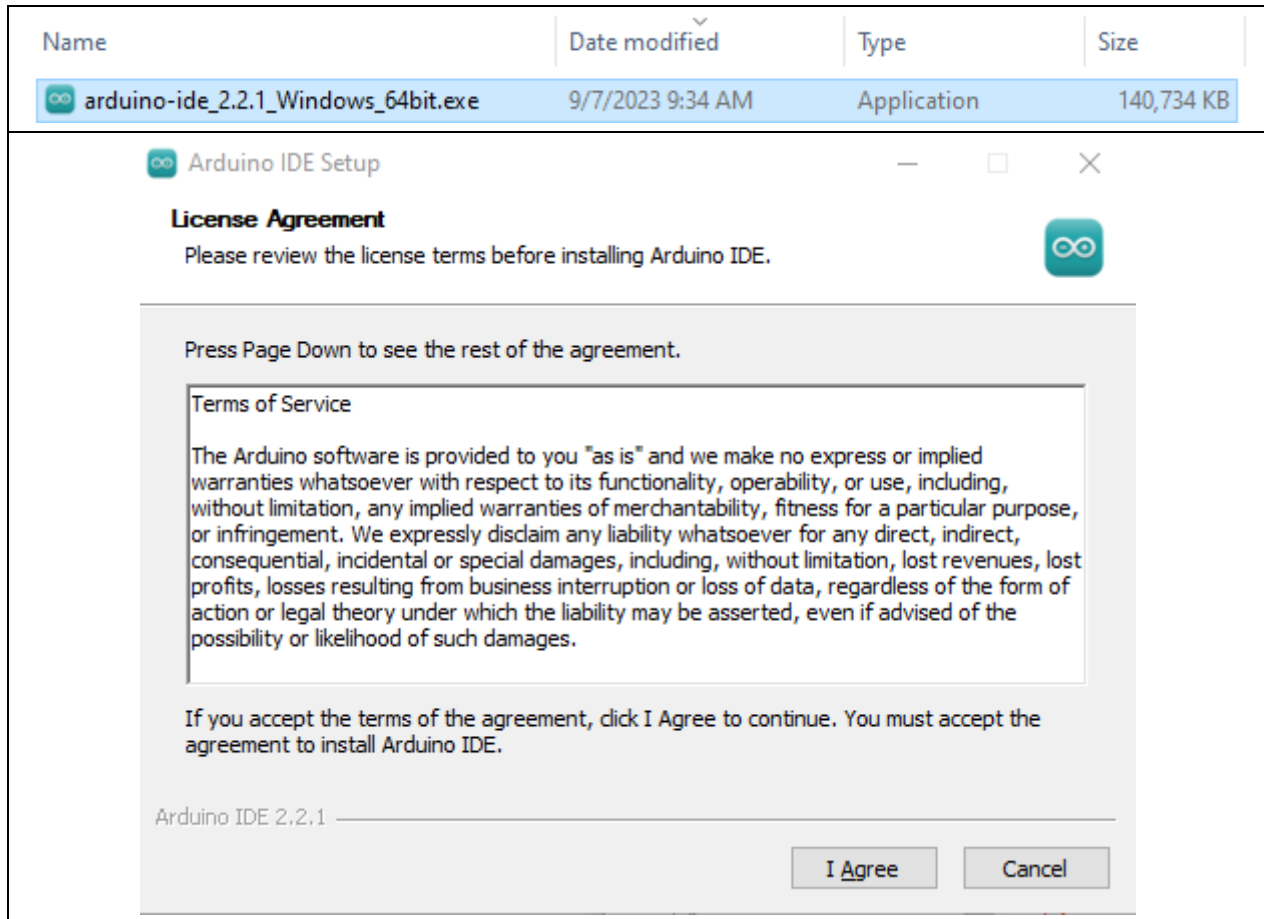 Name Date modified Type Size
arduino-ide_2.2.1_Windows_64bit.exe 9/7/2023 9:34 AM Application 140,734 KB
Arduino IDE Setup
License Agreement
Please review the license terms before installing Arduino IDE.
Press Page Down to see the rest of the agreement.
Terms of Service
The Arduino software is provided to you "as is" and we make no express or implied
warranties whatsoever with respect to its functionality, operability, or use, including,
without limitation, any implied warranties of merchantability, fitness for a particular purpose,
or infringement. We expressly disclaim any liability whatsoever for any direct, indirect,
consequential, incidental or special damages, including, without limitation, lost revenues, lost
profits, losses resulting from business interruption or loss of data, regardless of the form of
action or legal theory under which the liability may be asserted, even if advised of the
possibility or likelihood of such damages.
If you accept the terms of the agreement, click I Agree to continue. You must accept the
agreement to install Arduino IDE.
Arduino IDE 2.2.1
I Agree Cancel